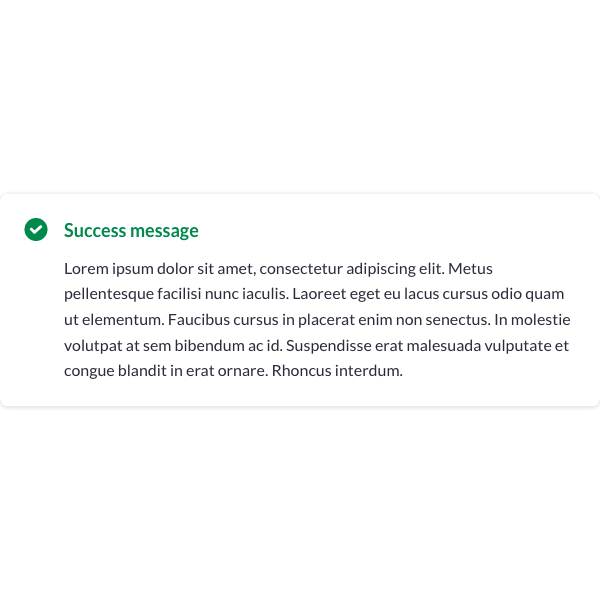 Success message
Lorem ipsum dolor sit amet, consectetur adipiscing elit. Metus
pellentesque facilisi nunc iaculis. Laoreet eget eu lacus cursus odio quam
ut elementum. Faucibus cursus in placerat enim non senectus. In molestie
volutpat at sem bibendum ac id. Suspendisse erat malesuada vulputate et
congue blandit in erat ornare. Rhoncus interdum.